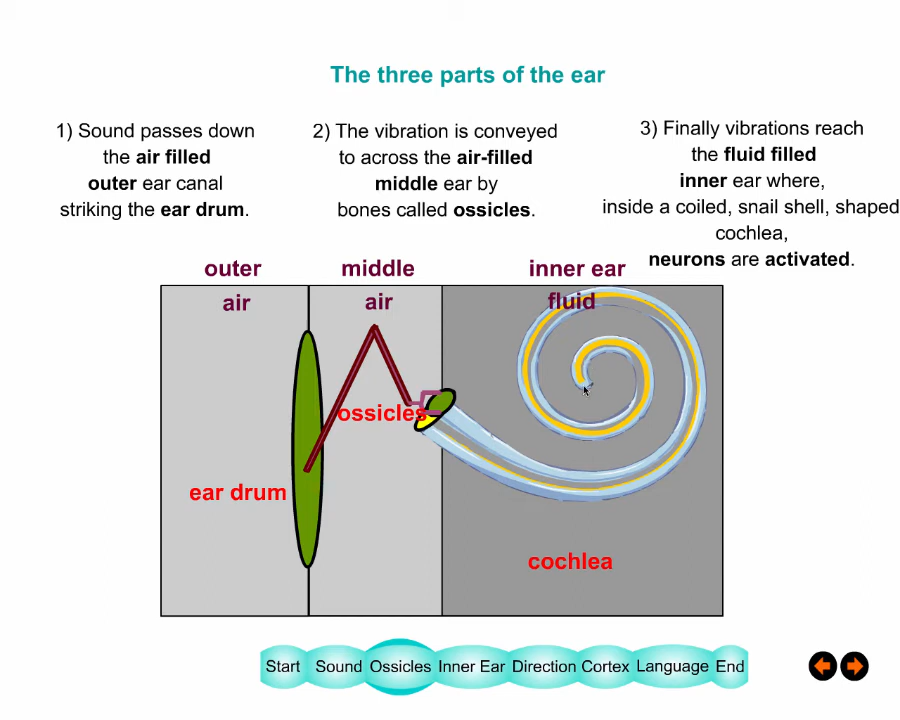 The three parts of the ear
1) Sound passes down
the air filled
outer ear canal
striking the ear drum.
2) The vibration is conveyed
to across the air-filled
middle ear by
bones called ossicles.
3) Finally vibrations reach
the fluid filled
inner ear where,
inside a coiled, snail shell, shaped
cochlea,
neurons are activated.
outer
middle
inner ear
air
air
fluid
ossicles
ear drum
cochlea
Start Sound Ossicles Inner Ear Direction Cortex Language End